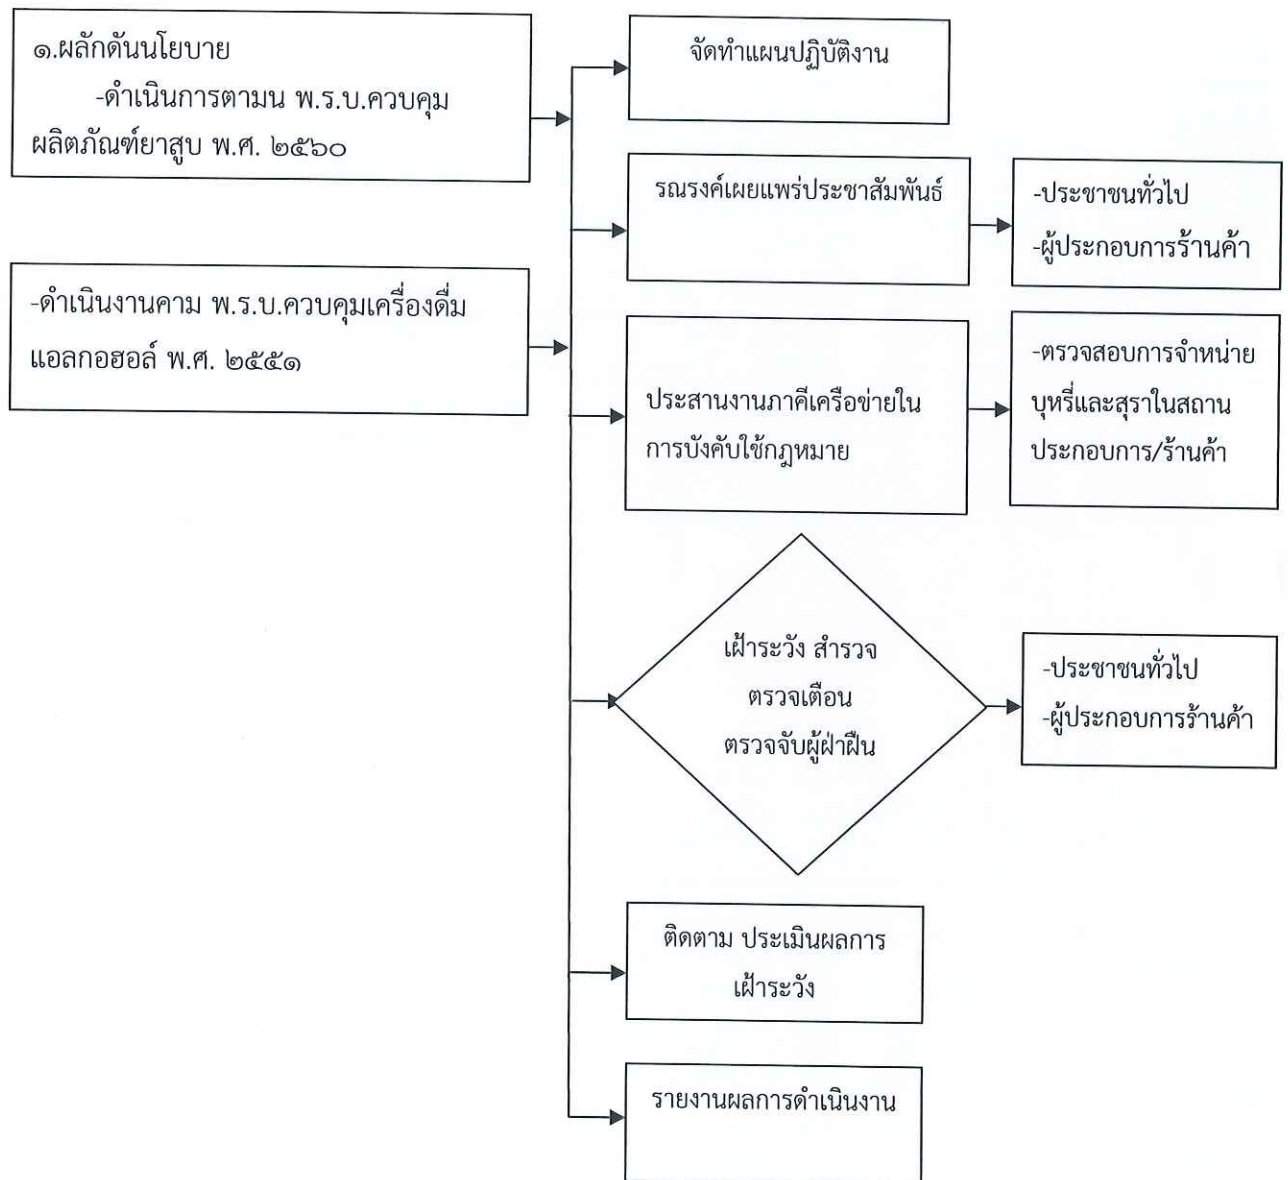 ๑.ผลักดันนโยบาย
-ดำเนินการตามน พ.ร.บ.ควบคุม
ผลิตภัณฑ์ยาสูบ พ.ศ. ๒๕๖๐
-ดำเนินงานคาม พ.ร.บ.ควบคุมเครื่องดื่ม
แอลกอฮอล์ พ.ศ. ๒๕๕๑
จัดทำแผนปฏิบัติงาน
รณรงค์เผยแพร่ประชาสัมพันธ์
-ประชาชนทั่วไป
-ผู้ประกอบการร้านค้า
ประสานงานภาคีเครือข่ายใน
การบังคับใช้กฎหมาย
-ตรวจสอบการจำหน่าย
บุหรี่และสุราในสถาน
ประกอบการ/ร้านค้า
เฝ้าระวัง สำรวจ
ตรวจเตือน
ตรวจจับผู้ฝ่าฝืน
-ประชาชนทั่วไป
-ผู้ประกอบการร้านค้า
ติดตาม ประเมินผลการ
เฝ้าระวัง
รายงานผลการดำเนินงาน